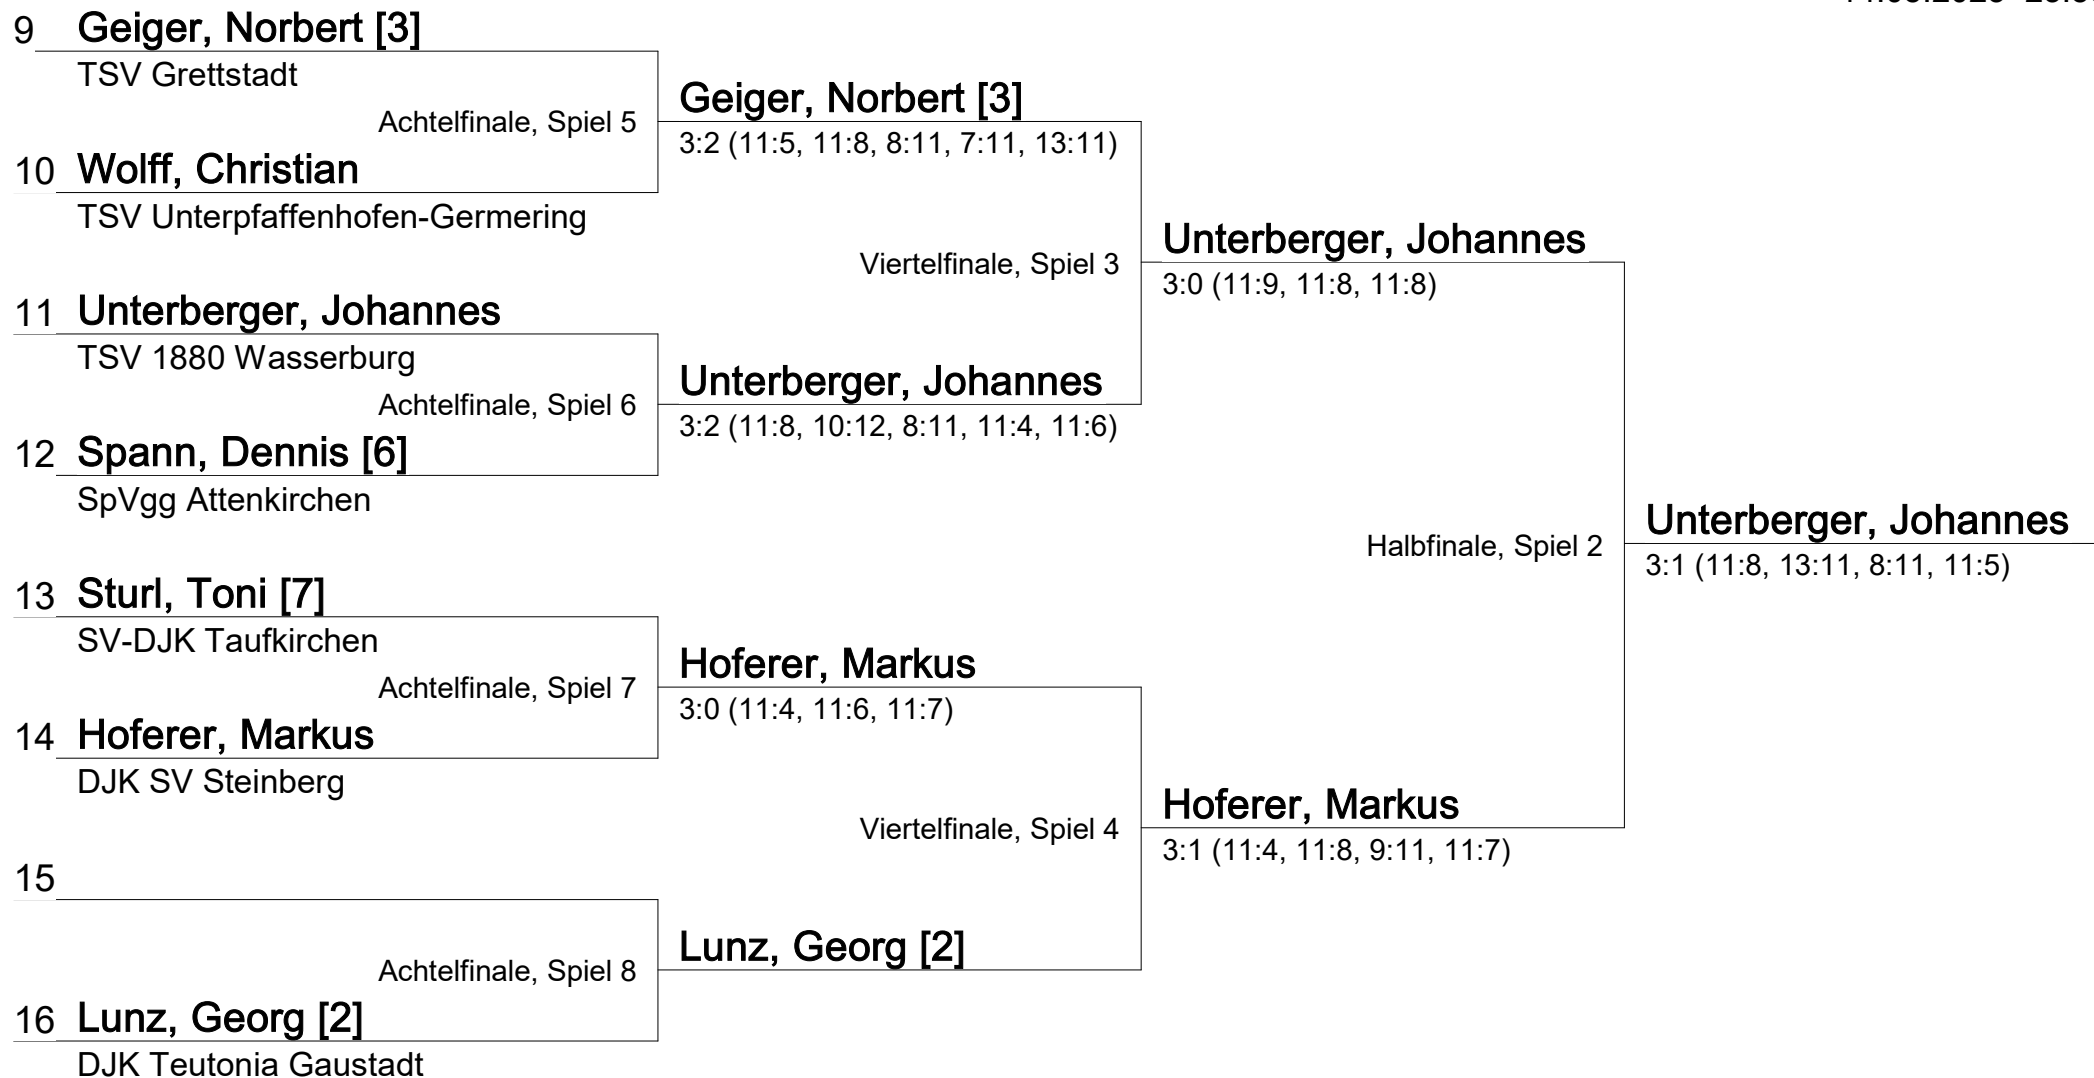 9 Geiger, Norbert [3]
TSV Grettstadt
Achtelfinale, Spiel 5
Geiger, Norbert [3]
3:2 (11:5, 11:8, 8:11, 7:11, 13:11)
10 Wolff, Christian
TSV Unterpfaffenhofen-Germering
Viertelfinale, Spiel 3
Unterberger, Johannes
3:0 (11:9, 11:8, 11:8)
11 Unterberger, Johannes
TSV 1880 Wasserburg
Achtelfinale, Spiel 6
Unterberger, Johannes
3:2 (11:8, 10:12, 8:11, 11:4, 11:6)
12 Spann, Dennis [6]
SpVgg Attenkirchen
Halbfinale, Spiel 2
Unterberger, Johannes
3:1 (11:8, 13:11, 8:11, 11:5)
13 Sturl, Toni [7]
SV-DJK Taufkirchen
Achtelfinale, Spiel 7
Hoferer, Markus
3:0 (11:4, 11:6, 11:7)
14 Hoferer, Markus
DJK SV Steinberg
Viertelfinale, Spiel 4
Hoferer, Markus
3:1 (11:4, 11:8, 9:11, 11:7)
15
Achtelfinale, Spiel 8
Lunz, Georg [2]
16 Lunz, Georg [2]
DJK Teutonia Gaustadt